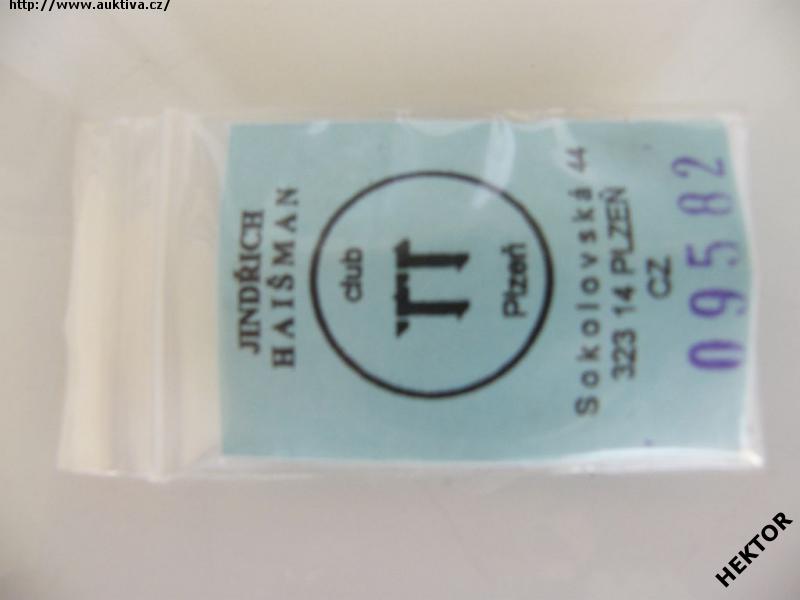 http://www.auktiva.cz/
JINDŘICH
HAIŠMAN
club
TT
Plzeň
Sokolovská 44
323 14 PLZEŇ
CZ
09582
HEKTOR